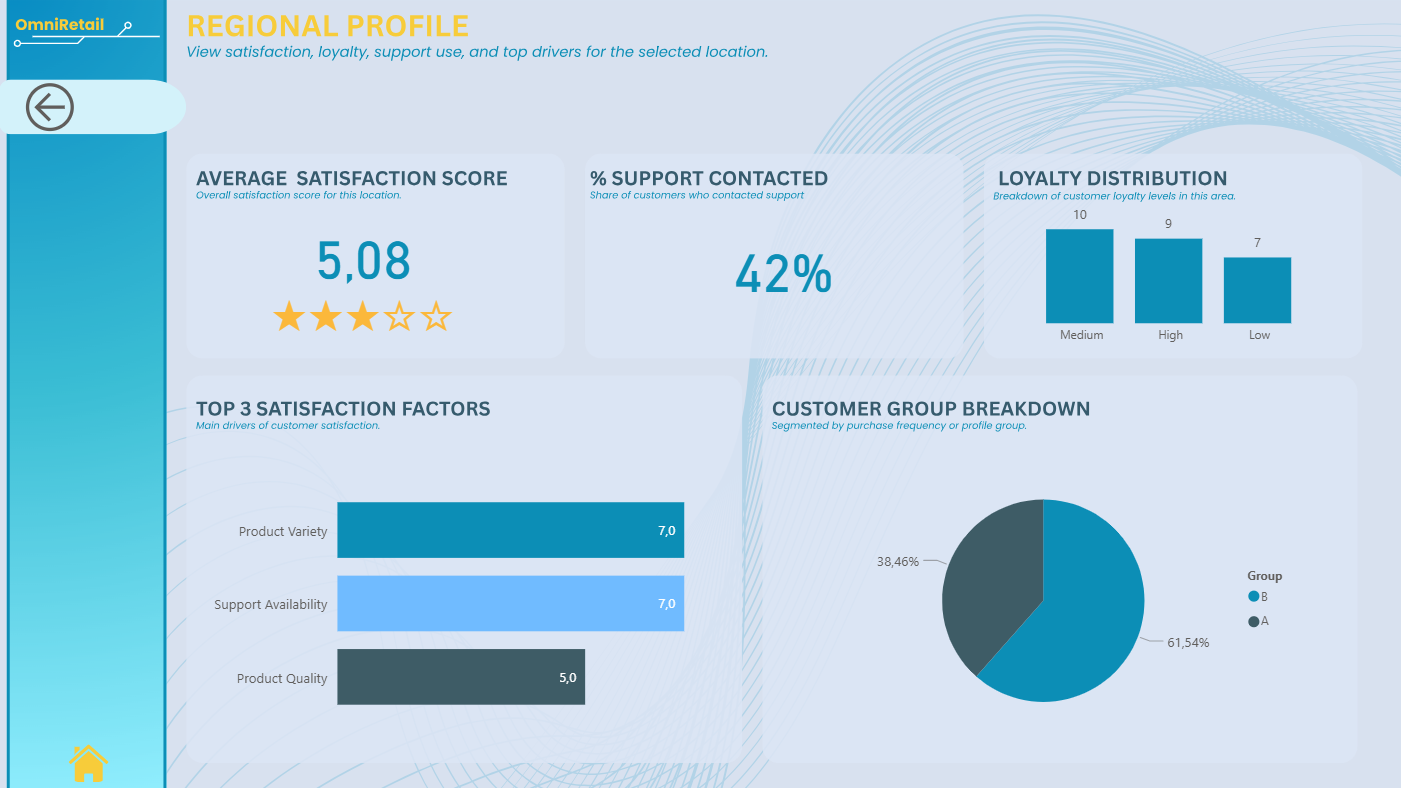 OmniRetail
REGIONAL PROFILE
View satisfaction, loyalty, support use, and top drivers for the selected location.
AVERAGE SATISFACTION SCORE
Overall satisfaction score for this location.
5,08
% SUPPORT CONTACTED
Share of customers who contacted support
42%
LOYALTY DISTRIBUTION
Breakdown of customer loyalty levels in this area.
10
9
7
Medium
High
Low
TOP 3 SATISFACTION FACTORS
Main drivers of customer satisfaction.
Product Variety
7,0
Support Availability
7,0
Product Quality
5,0
CUSTOMER GROUP BREAKDOWN
Segmented by purchase frequency or profile group.
38,46%
61,54%
Group
B
A